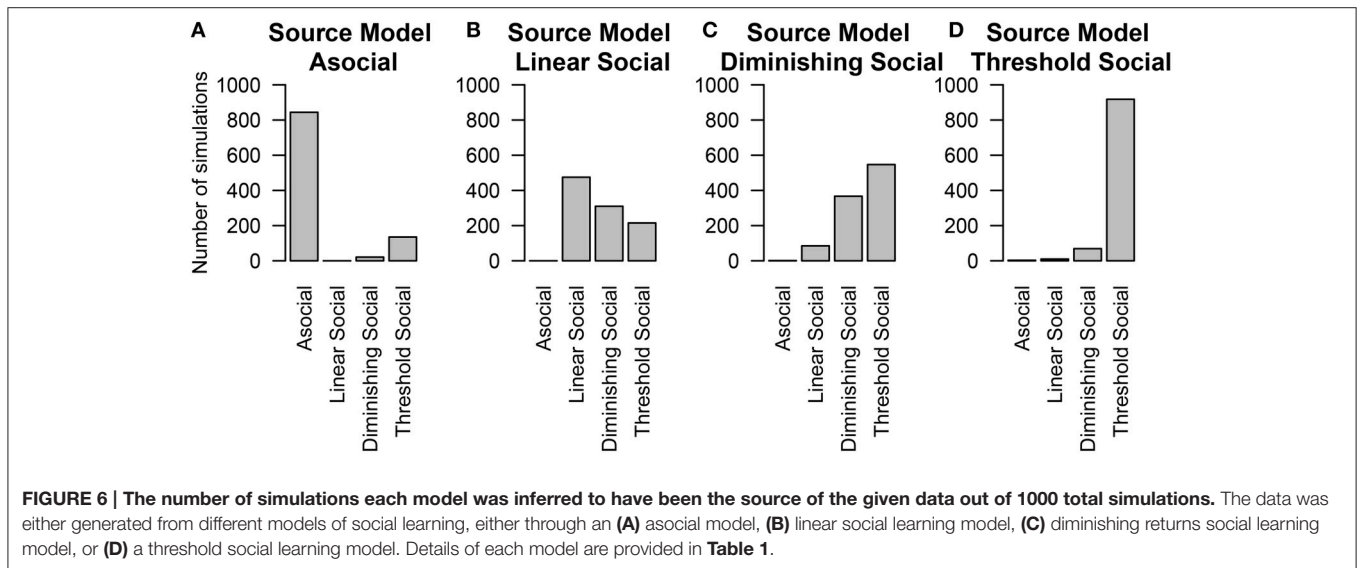 A Source Model
Asocial
Number of simulations
1000
800
600
400
200
0
Asocial
Linear Social
Diminishing Social
Threshold Social
B Source Model
Linear Social
1000
800
600
400
200
0
Asocial
Linear Social
Diminishing Social
Threshold Social
C Source Model
Diminishing Social
1000
800
600
400
200
0
Asocial
Linear Social
Diminishing Social
Threshold Social
D Source Model
Threshold Social
1000
800
600
400
200
0
Asocial
Linear Social
Diminishing Social
Threshold Social
FIGURE 6 | The number of simulations each model was inferred to have been the source of the given data out of 1000 total simulations. The data was
either generated from different models of social learning, either through an (A) asocial model, (B) linear social learning model, (C) diminishing returns social learning
model, or (D) a threshold social learning model. Details of each model are provided in Table 1.